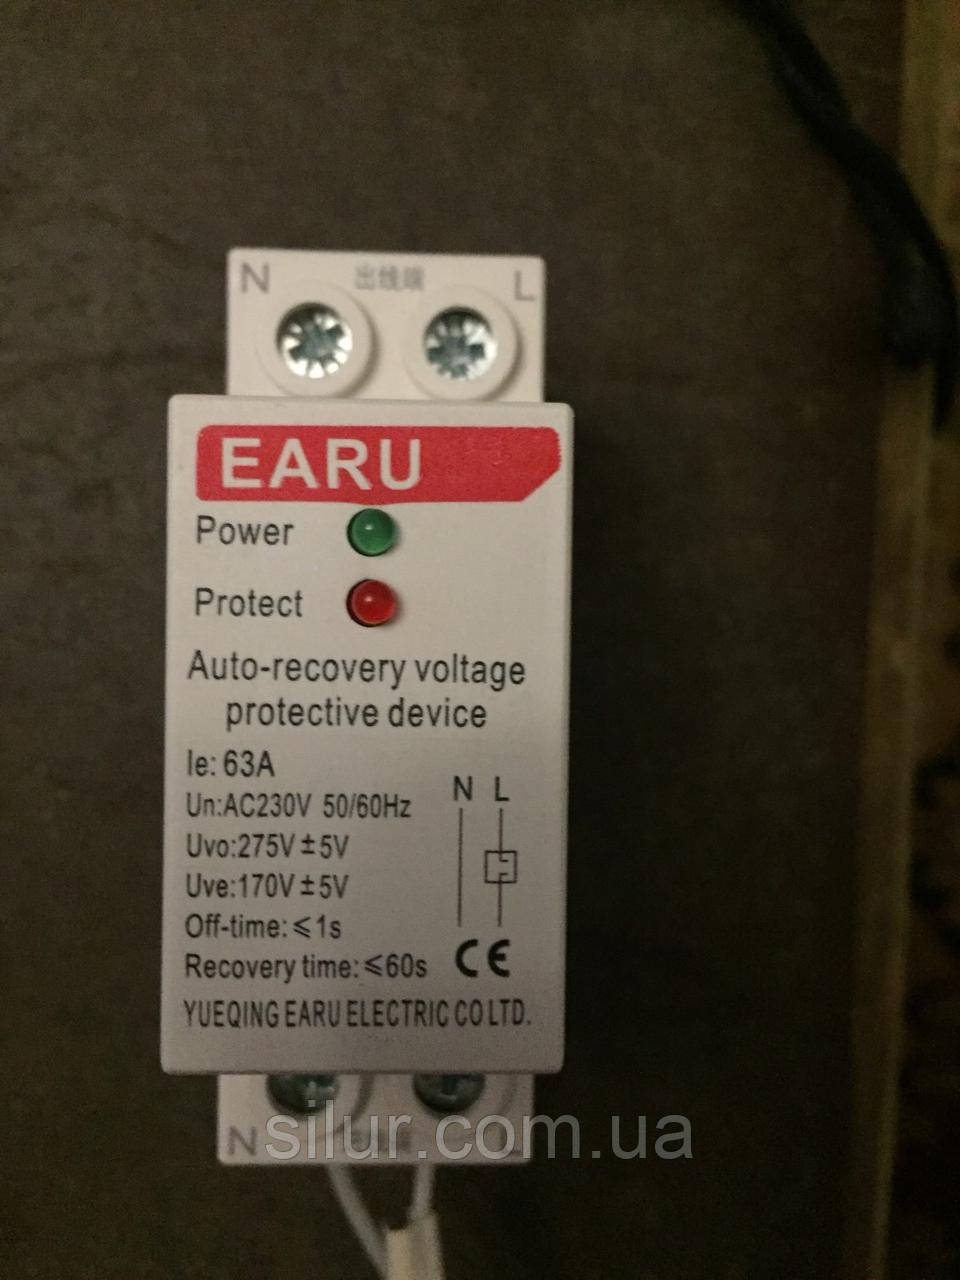 N 出线端 L
EARU
Power
Protect
Auto-recovery voltage
protective device
Ie: 63A
N L
Un:AC230V 50/60Hz
Uvo:275V±5V
Uve:170V±5V
Off-time:≤1s
Recovery time:≤60s CE
YUEQING EARU ELECTRIC CO LTD.
silur.com.ua
N L